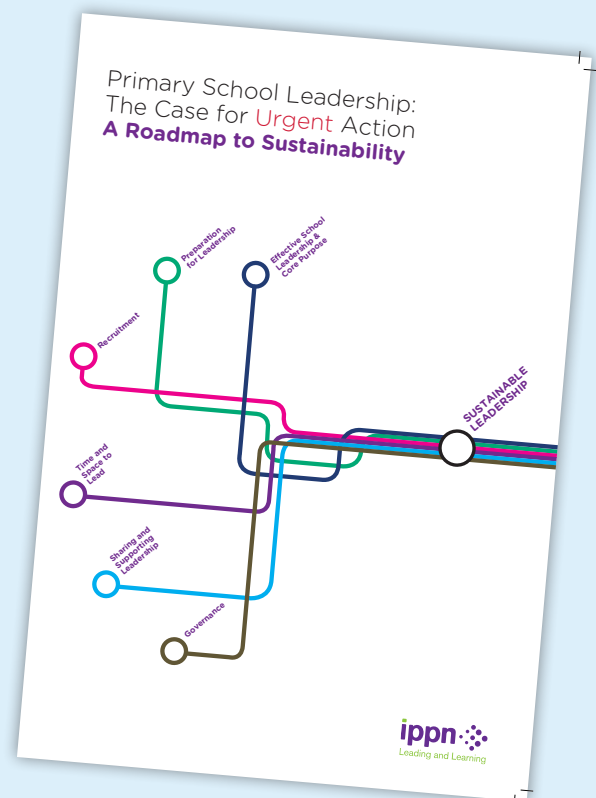 Primary School Leadership:
The Case for Urgent Action
A Roadmap to Sustainability
Preparation
for Leadership
Effective School
Leadership &
Core Purpose
Recruitment
SUSTAINABLE
LEADERSHIP
Time and
Space to
Lead
Sharing and
Supporting
Leadership
Governance
ippn
Leading and Learning